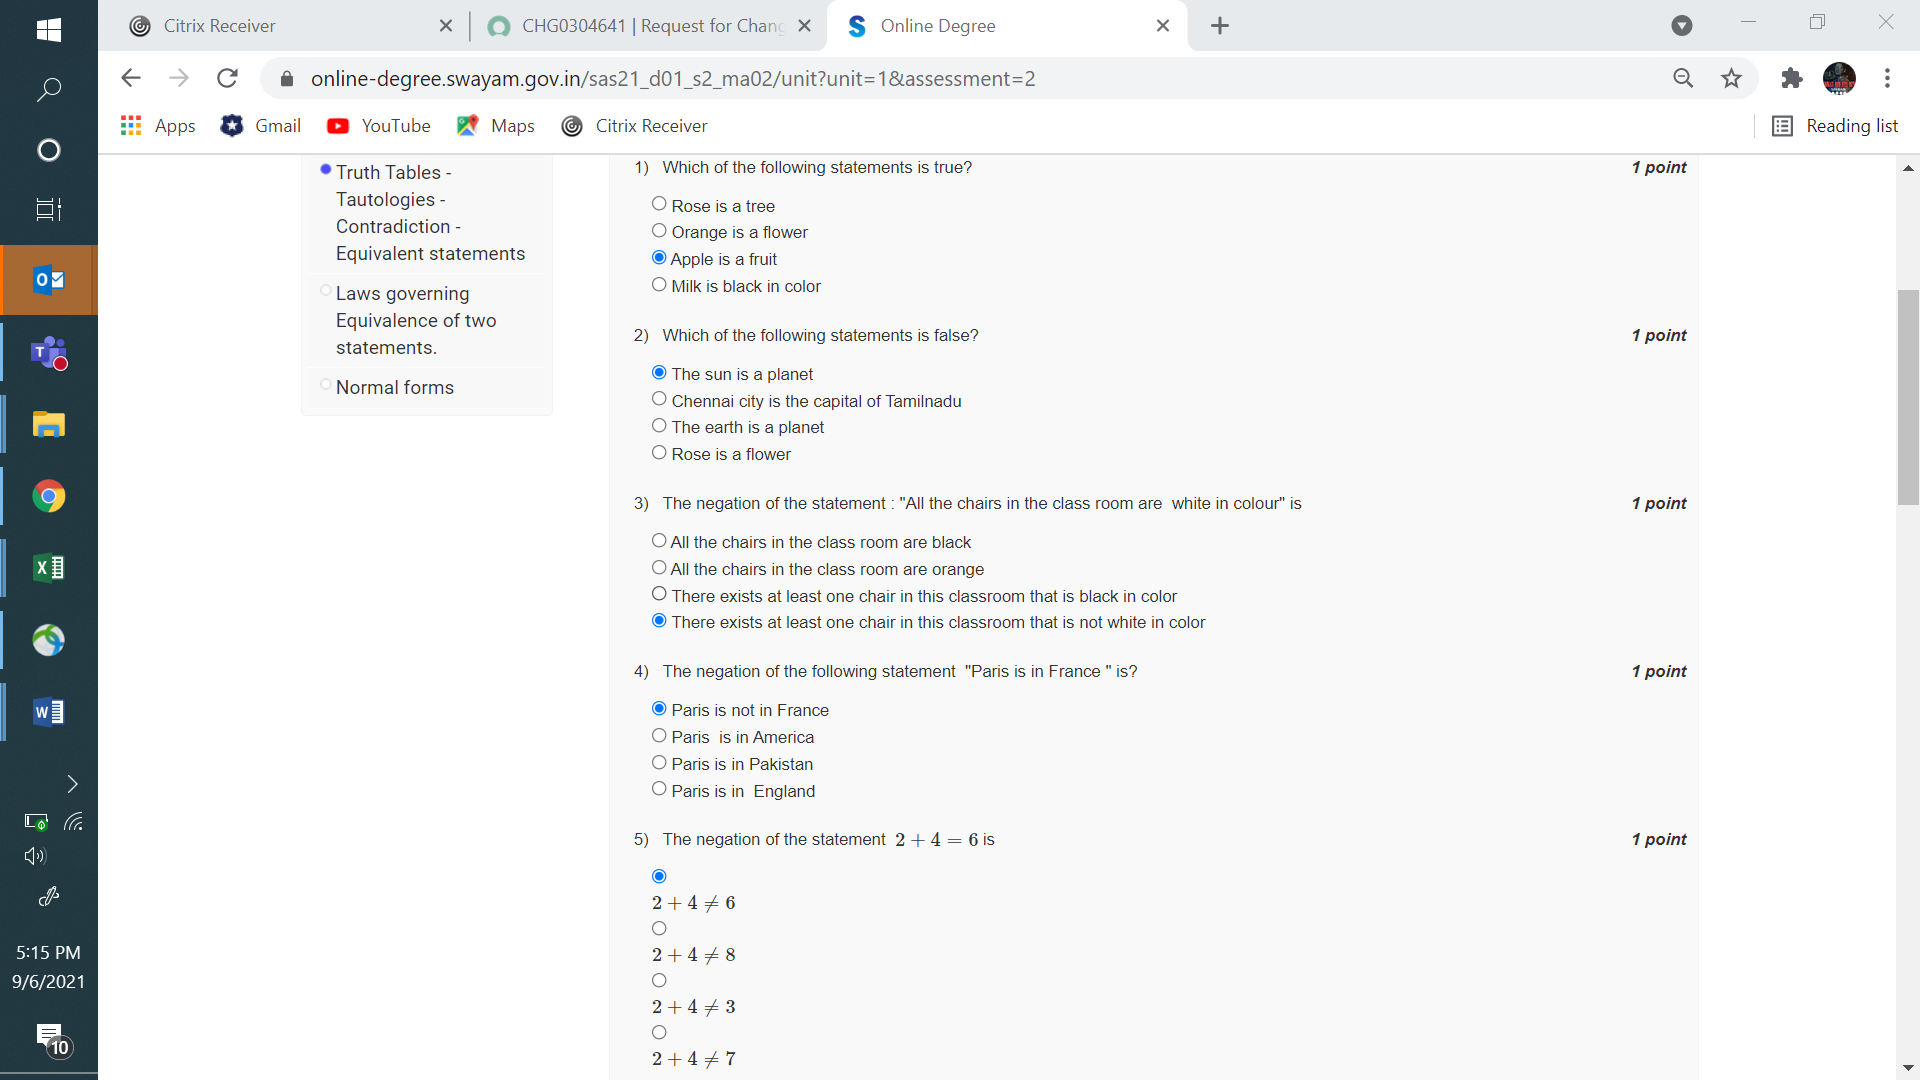 Citrix Receiver
CHG0304641 | Request for Chang
Online Degree
online-degree.swayam.gov.in/sas21_d01_s2_ma02/unit?unit=1&assessment=2
Apps
Gmail
YouTube
Maps
Citrix Receiver
Reading list
Truth Tables -
Tautologies -
Contradiction -
Equivalent statements
Laws governing
Equivalence of two
statements.
Normal forms
1) Which of the following statements is true? 1 point
Rose is a tree
Orange is a flower
Apple is a fruit
Milk is black in color
2) Which of the following statements is false? 1 point
The sun is a planet
Chennai city is the capital of Tamilnadu
The earth is a planet
Rose is a flower
3) The negation of the statement : "All the chairs in the class room are white in colour" is 1 point
All the chairs in the class room are black
All the chairs in the class room are orange
There exists at least one chair in this classroom that is black in color
There exists at least one chair in this classroom that is not white in color
4) The negation of the following statement "Paris is in France " is? 1 point
Paris is not in France
Paris is in America
Paris is in Pakistan
Paris is in England
5) The negation of the statement 2 + 4 = 6 is 1 point
2 + 4 ≠ 6
2 + 4 ≠ 8
2 + 4 ≠ 3
2 + 4 ≠ 7
5:15 PM
9/6/2021
10